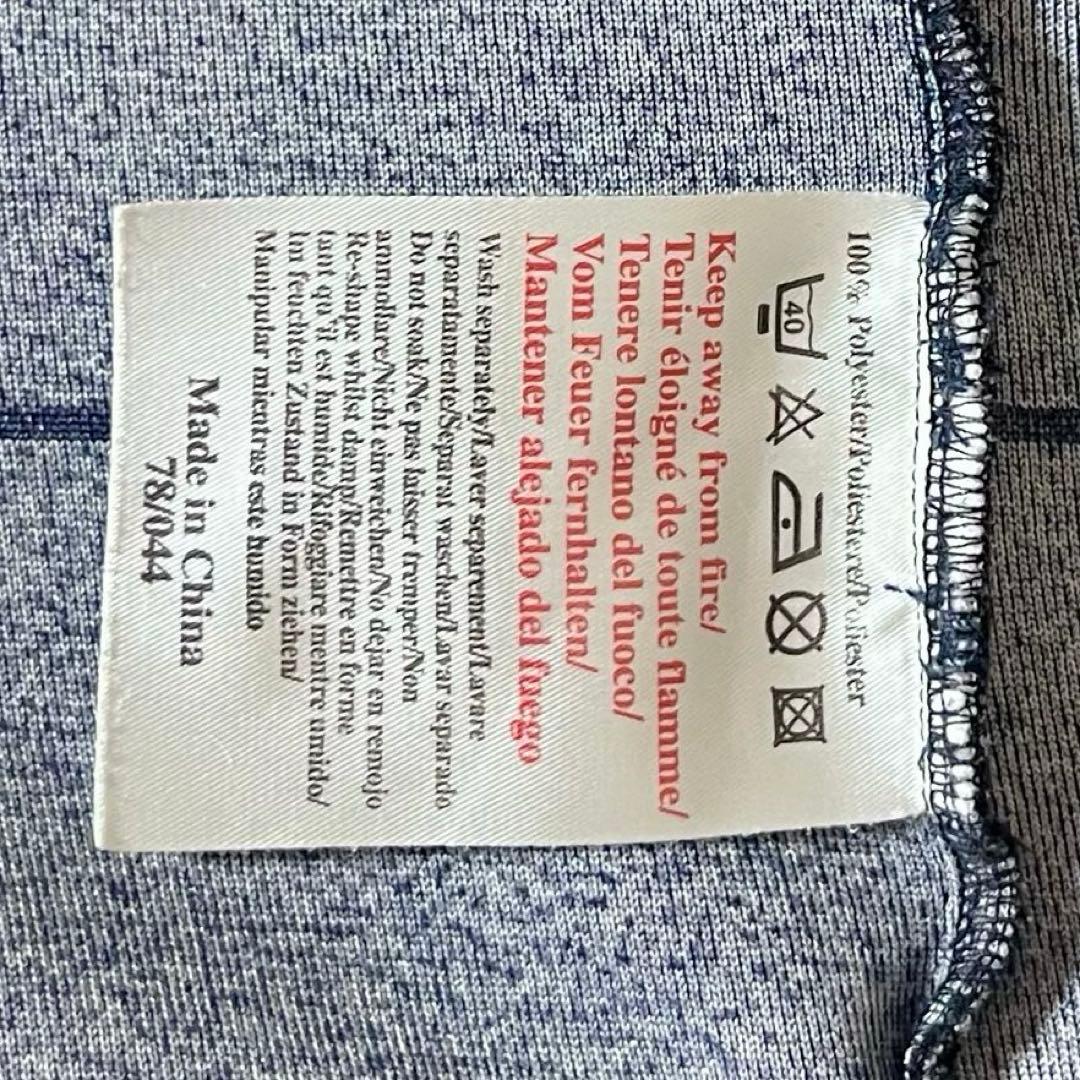 100% Polyester/Poliestere/Poliester
40
Keep away from fire/
Tenir éloigné de toute flamme/
Tenere lontano del fuoco/
Vom Feuer fernhalten/
Mantener alejado del fuego
Wash separately/Laver separement/Lavare
separatamente/Separat waschen/Lavar separado
Do not soak/Ne pas laisser tremper/Non
ammollare/Nicht einweichen/No dejar en remojo
Re-shape whilst damp/Remettre en forme
tant qu'il est humide/Rifoggiare mentre umido/
Im feuchten Zustand in Form ziehen/
Manipular mientras este humido
Made in China
78/044